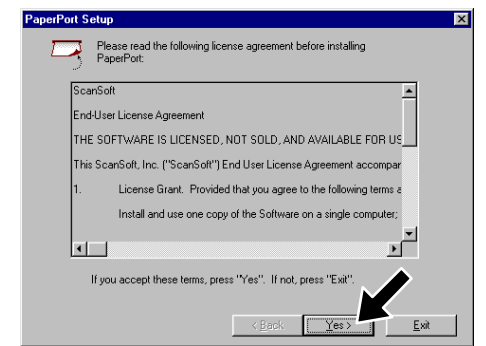 PaperPort Setup
Please read the following license agreement before installing
PaperPort:
ScanSoft
End-User License Agreement
THE SOFTWARE IS LICENSED, NOT SOLD, AND AVAILABLE FOR US
This ScanSoft, Inc. ("ScanSoft") End User License Agreement accompar
1. License Grant. Provided that you agree to the following terms a
Install and use one copy of the Software on a single computer;
If you accept these terms, press "Yes". If not, press "Exit".
< Back Yes > Exit